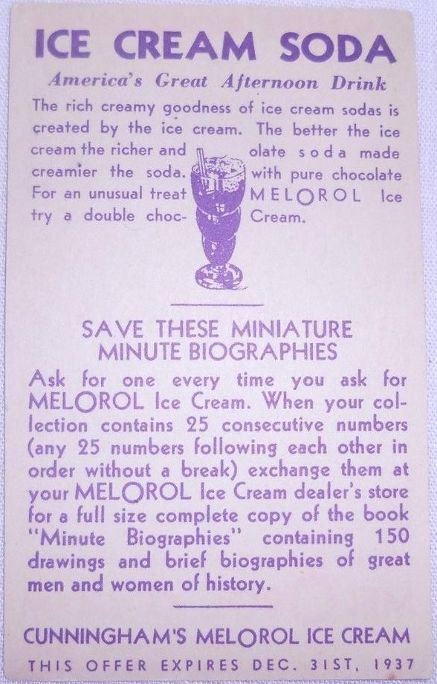 ICE CREAM SODA
America's Great Afternoon Drink
The rich creamy goodness of ice cream sodas is
created by the ice cream. The better the ice
cream the richer and
creamier the soda.
For an unusual treat
try a double choc-
olate soda made
with pure chocolate
MELOROL Ice
Cream.
SAVE THESE MINIATURE
MINUTE BIOGRAPHIES
Ask for one every time you ask for
MELOROL Ice Cream. When your col-
lection contains 25 consecutive numbers
(any 25 numbers following each other in
order without a break) exchange them at
your MELOROL Ice Cream dealer's store
for a full size complete copy of the book
"Minute Biographies" containing 150
drawings and brief biographies of great
men and women of history.
CUNNINGHAM'S MELOROL ICE CREAM
THIS OFFER EXPIRES DEC. 31ST, 1937